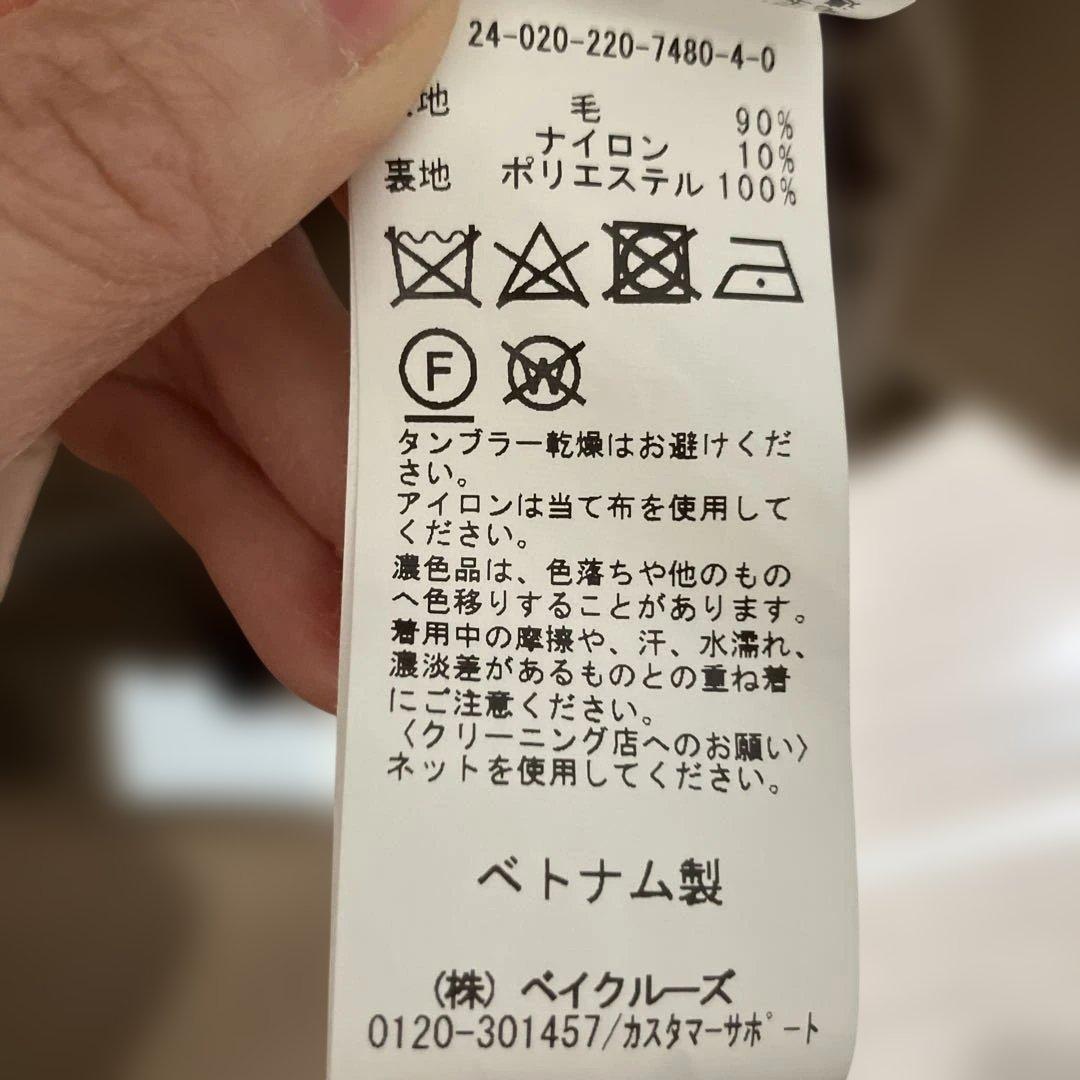 24-020-220-7480-4-0
地 毛 90%
ナイロン 10%
裏地 ポリエステル 100%
F W
タンブラー乾燥はお避けくだ
さい。
アイロンは当て布を使用して
ください。
濃色品は、色落ちや他のもの
へ色移りすることがあります。
着用中の摩擦や、汗、水濡れ、
濃淡差があるものとの重ね着
にご注意ください。
〈クリーニング店へのお願い〉
ネットを使用してください。
ベトナム製
(株) ベイクルーズ
0120-301457/カスタマーサポート